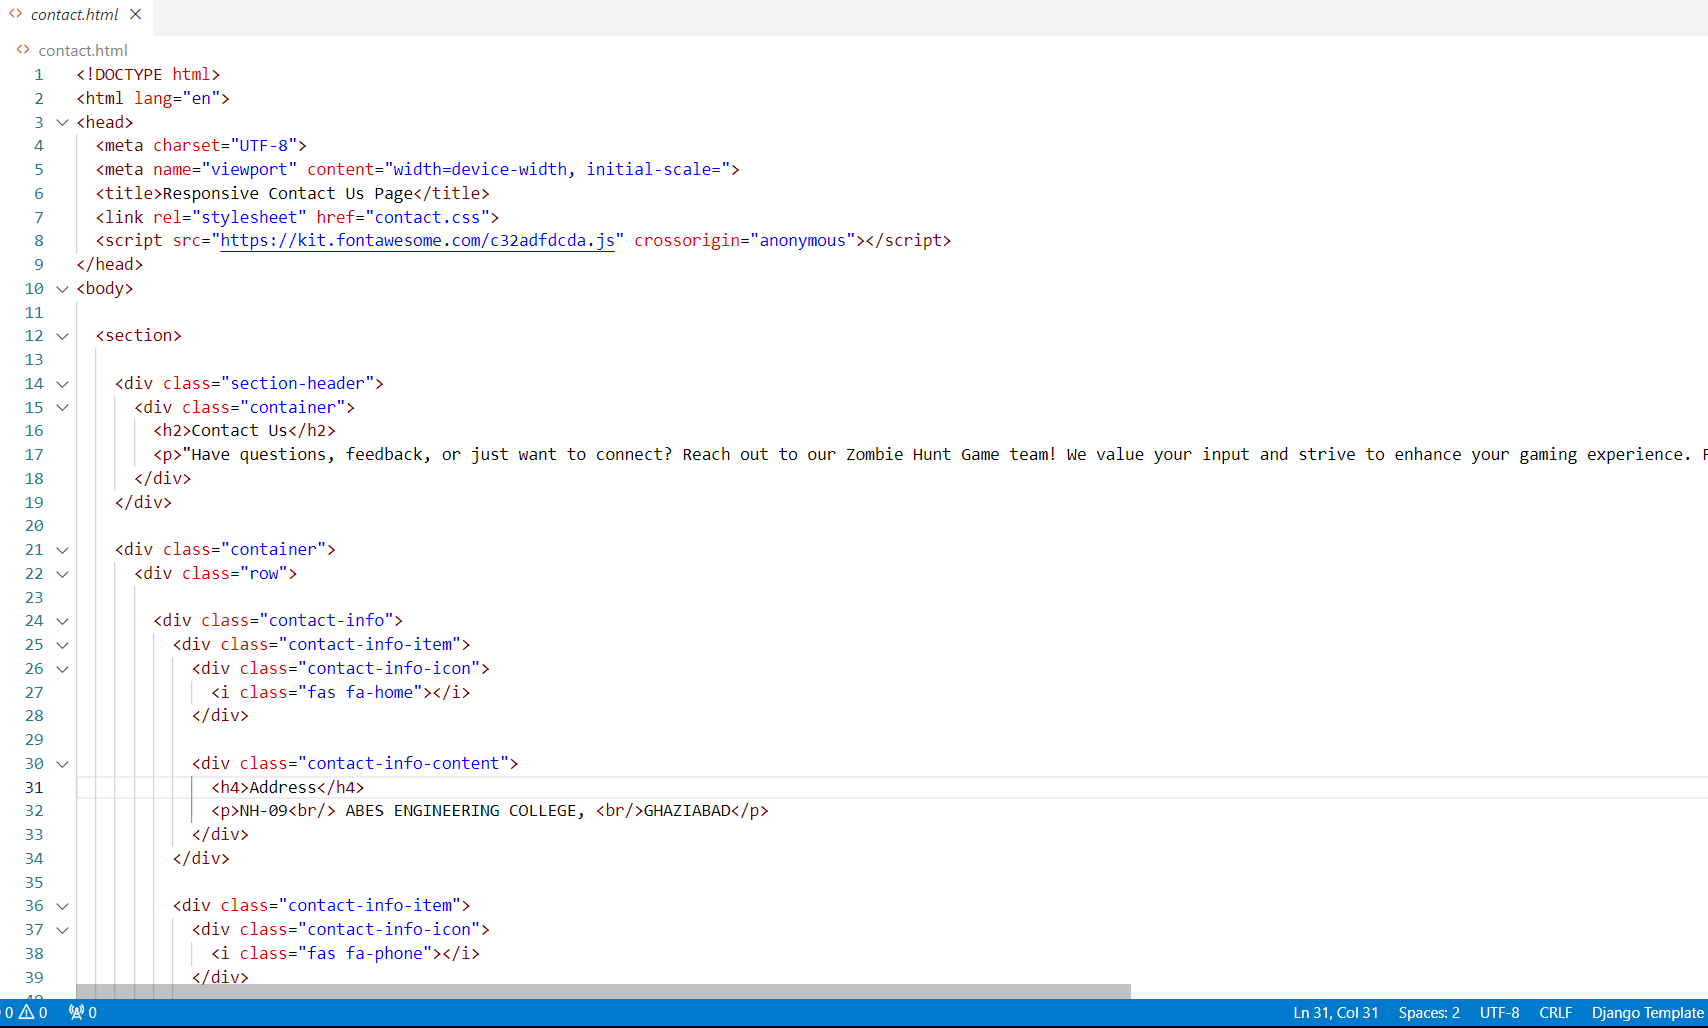 contact.html
contact.html
1 <!DOCTYPE html>
2 <html lang="en">
3 <head>
4 <meta charset="UTF-8">
5 <meta name="viewport" content="width=device-width, initial-scale=">
6 <title>Responsive Contact Us Page</title>
7 <link rel="stylesheet" href="contact.css">
8 <script src="https://kit.fontawesome.com/c32adfdcda.js" crossorigin="anonymous"></script>
9 </head>
10 <body>
11
12 <section>
13
14 <div class="section-header">
15 <div class="container">
16 <h2>Contact Us</h2>
17 <p>"Have questions, feedback, or just want to connect? Reach out to our Zombie Hunt Game team! We value your input and strive to enhance your gaming experience.
18 </div>
19 </div>
20
21 <div class="container">
22 <div class="row">
23
24 <div class="contact-info">
25 <div class="contact-info-item">
26 <div class="contact-info-icon">
27 <i class="fas fa-home"></i>
28 </div>
29
30 <div class="contact-info-content">
31 <h4>Address</h4>
32 <p>NH-09<br/> ABES ENGINEERING COLLEGE, <br/>GHAZIABAD</p>
33 </div>
34 </div>
35
36 <div class="contact-info-item">
37 <div class="contact-info-icon">
38 <i class="fas fa-phone"></i>
39 </div>
0 0 0 Ln 31, Col 31 Spaces: 2 UTF-8 CRLF Django Template